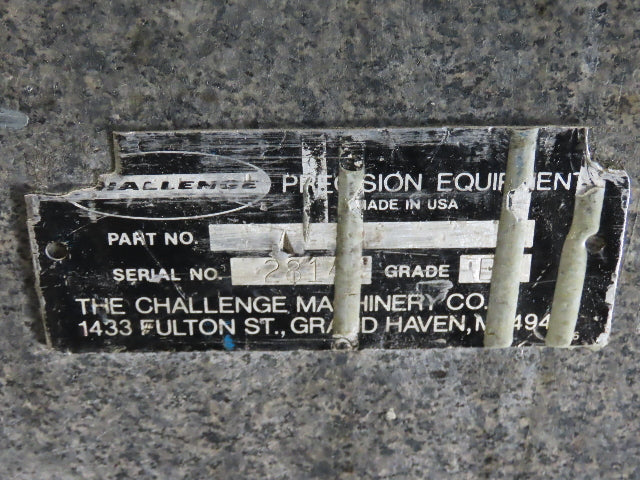 CHALLENGE PRECISION EQUIPMENT
MADE IN USA
PART NO.
SERIAL NO. GRADE
THE CHALLENGE MACHINERY CO.
1433 FULTON ST., GRAND HAVEN,